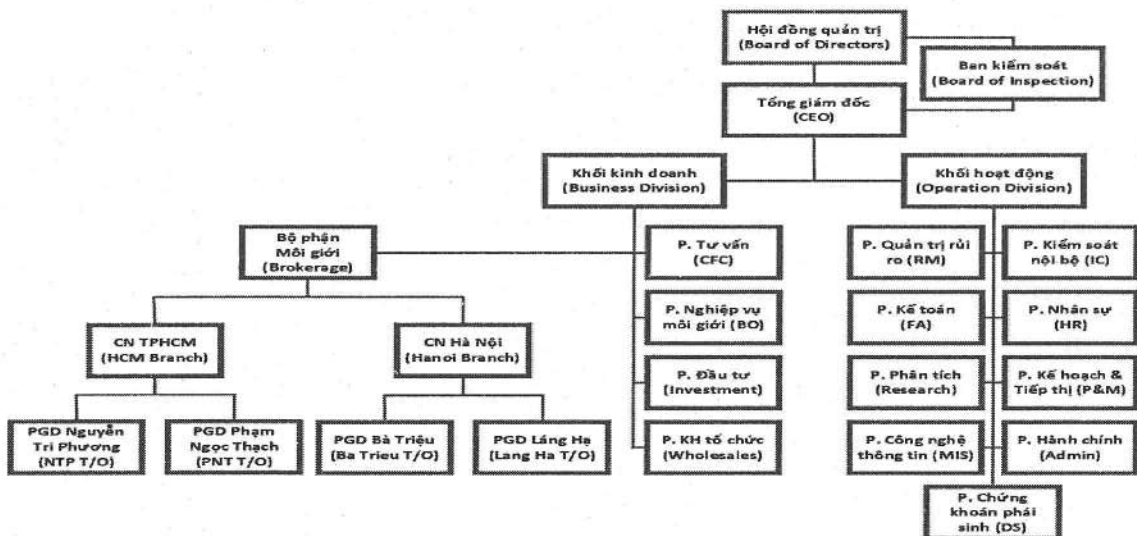 Hội đồng quản trị
(Board of Directors)
Ban kiểm soát
(Board of Inspection)
Tổng giám đốc
(CEO)
Khối kinh doanh
(Business Division)
Khối hoạt động
(Operation Division)
Bộ phận
Môi giới
(Brokerage)
P. Tư vấn
(CFC)
P. Quản trị rủi
ro (RM)
P. Kiểm soát
nội bộ (IC)
P. Nghiệp vụ
môi giới (BO)
P. Kế toán
(FA)
P. Nhân sự
(HR)
CN TPHCM
(HCM Branch)
CN Hà Nội
(Hanoi Branch)
P. Đầu tư
(Investment)
P. Phân tích
(Research)
P. Kế hoạch &
Tiếp thị (P&M)
PGD Nguyễn
Tri Phương
(NTP T/O)
PGD Phạm
Ngọc Thạch
(PNT T/O)
PGD Bà Triệu
(Ba Trieu T/O)
PGD Láng Hạ
(Lang Ha T/O)
P. KH tổ chức
(Wholesales)
P. Công nghệ
thông tin (MIS)
P. Hành chính
(Admin)
P. Chứng
khoán phái
sinh (DS)